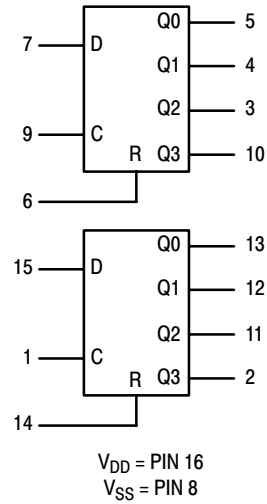 Q0 5
7 D
Q1 4
Q2 3
9 C
R Q3 10
6
Q0 13
15 D
Q1 12
Q2 11
1 C
R Q3 2
14
VDD = PIN 16
VSS = PIN 8